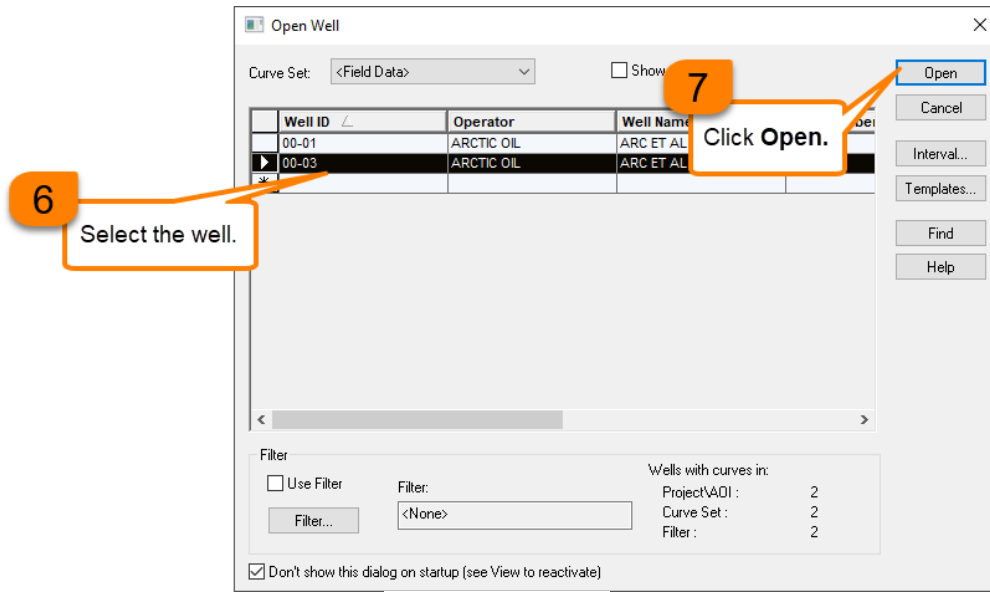 Open Well
Curve Set: <Field Data> Show
7
Click Open.
Open
Cancel
Interval...
Templates...
Find
Help
Well ID Operator Well Name
00-01 ARCTIC OIL ARC ET AL
00-03 ARCTIC OIL ARC ET AL
6
Select the well.
Filter
Use Filter
Filter:
Filter...
<None>
Wells with curves in:
Project\AOI : 2
Curve Set : 2
Filter : 2
Don't show this dialog on startup (see View to reactivate)